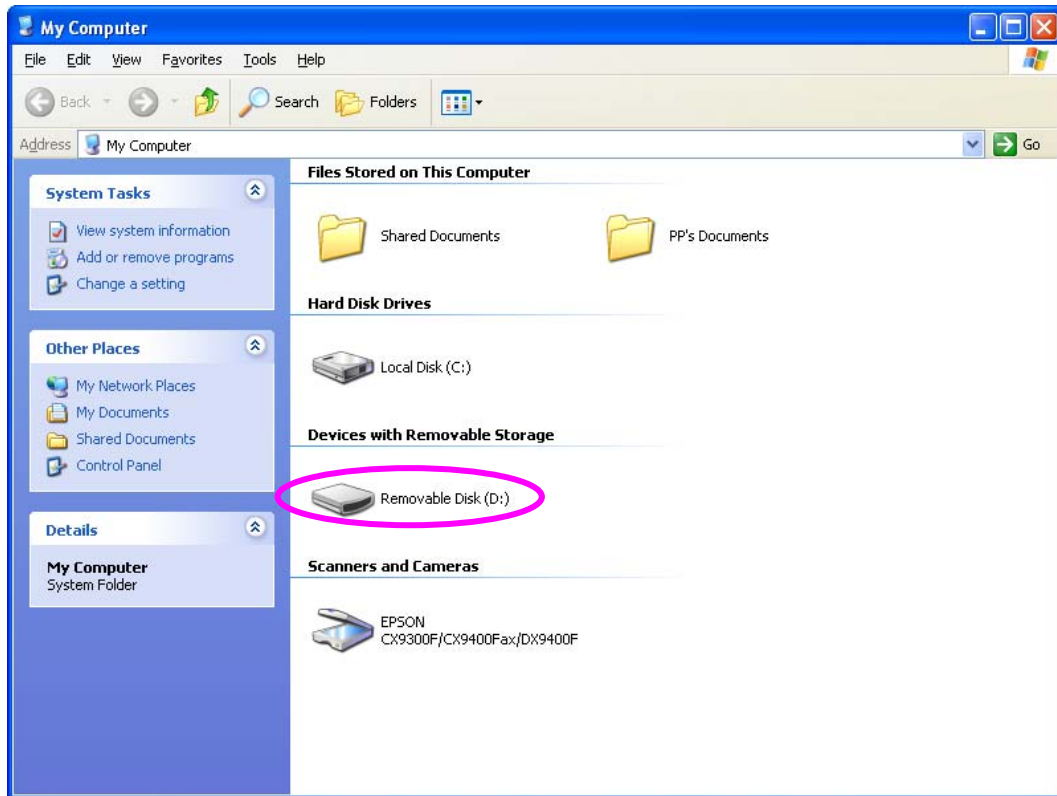 My Computer
File Edit View Favorites Tools Help
Back Search Folders
Address My Computer Go
System Tasks
View system information
Add or remove programs
Change a setting
Other Places
My Network Places
My Documents
Shared Documents
Control Panel
Details
My Computer
System Folder
Files Stored on This Computer
Shared Documents PP's Documents
Hard Disk Drives
Local Disk (C:)
Devices with Removable Storage
Removable Disk (D:)
Scanners and Cameras
EPSON
CX9300F/CX9400Fax/DX9400F